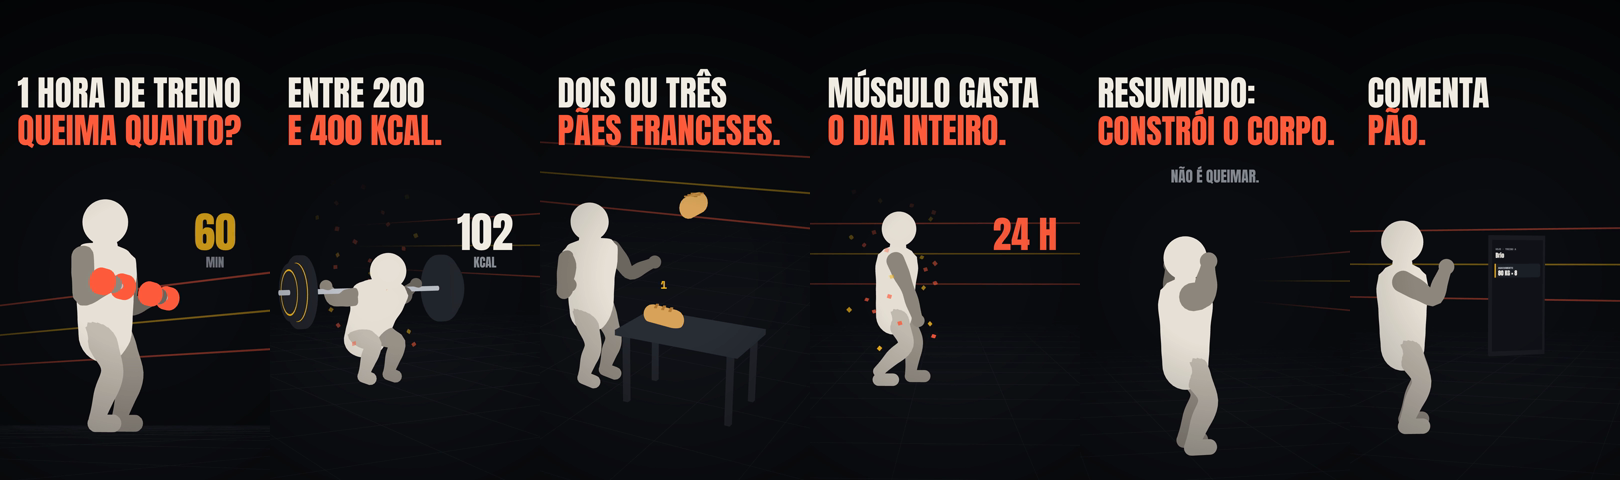 1 HORA DE TREINO
QUEIMA QUANTO?
60
MIN
ENTRE 200
E 400 KCAL.
102
KCAL
DOIS OU TRÊS
PÃES FRANCESES.
1
MÚSCULO GASTA
O DIA INTEIRO.
24 H
RESUMINDO:
CONSTRÓI O CORPO.
NÃO É QUEIMAR.
COMENTA
PÃO.